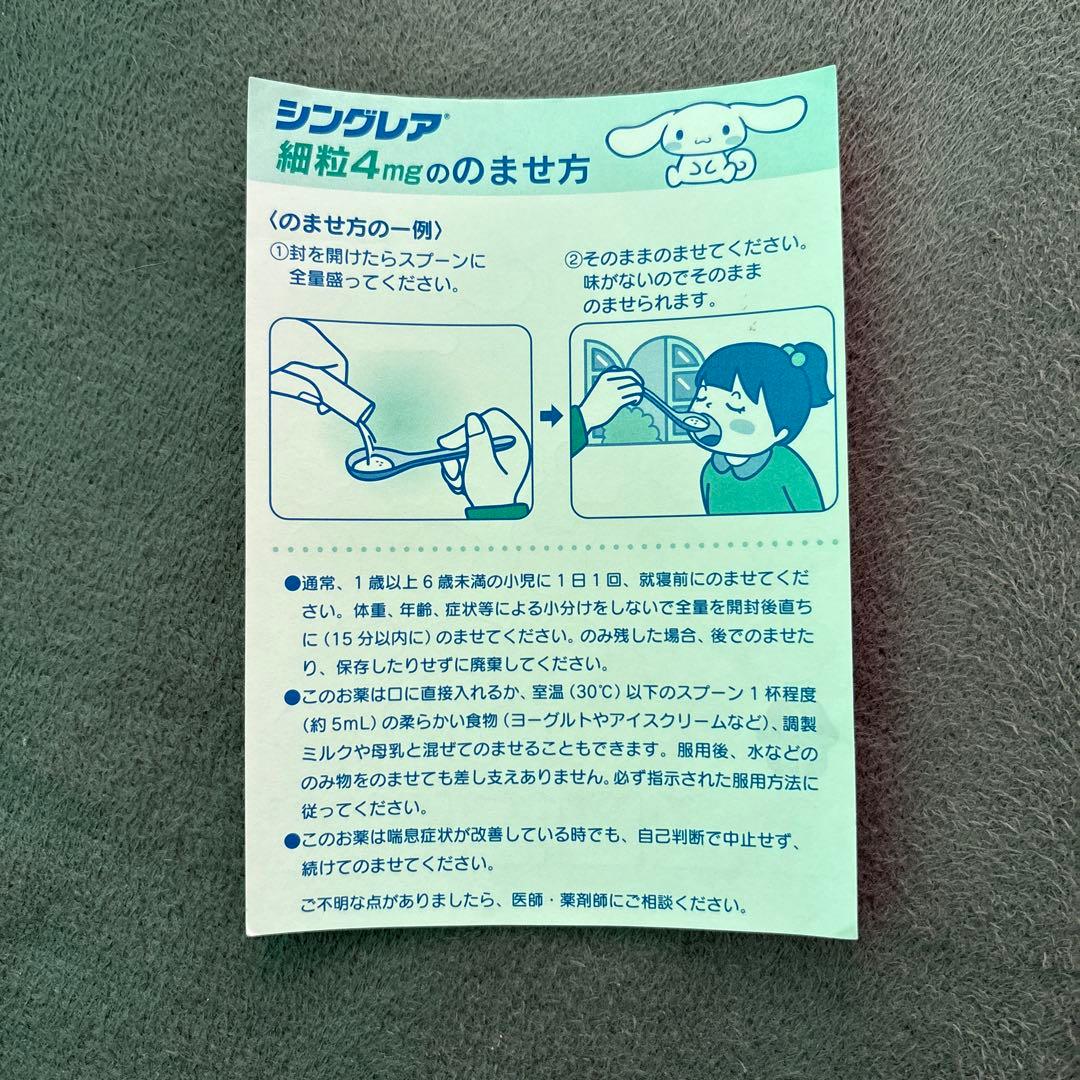 シングレア®
細粒4mgののませ方
〈のませ方の一例〉
①封を開けたらスプーンに
全量盛ってください。
②そのままのませてください。
味がないのでそのまま
のませられます。
●通常、1歳以上6歳未満の小児に1日1回、就寝前にのませてくだ
さい。体重、年齢、症状等による小分けをしないで全量を開封後直ち
に(15分以内に)のませてください。のみ残した場合、後でのませた
り、保存したりせずに廃棄してください。
●このお薬は口に直接入れるか、室温(30℃)以下のスプーン1杯程度
(約5mL)の柔らかい食物(ヨーグルトやアイスクリームなど)、調製
ミルクや母乳と混ぜてのませることもできます。服用後、水などの
のみ物をのませても差し支えありません。必ず指示された服用方法に
従ってください。
●このお薬は喘息症状が改善している時でも、自己判断で中止せず、
続けてのませてください。
ご不明な点がありましたら、医師・薬剤師にご相談ください。